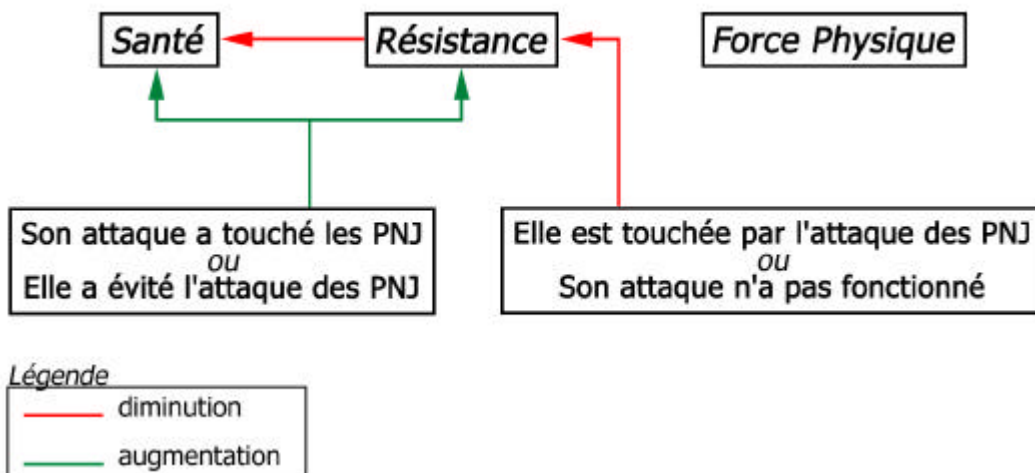 Santé
Résistance
Force Physique
Son attaque a touché les PNJ
ou
Elle a évité l'attaque des PNJ
Elle est touchée par l'attaque des PNJ
ou
Son attaque n'a pas fonctionné
Légende
diminution
augmentation